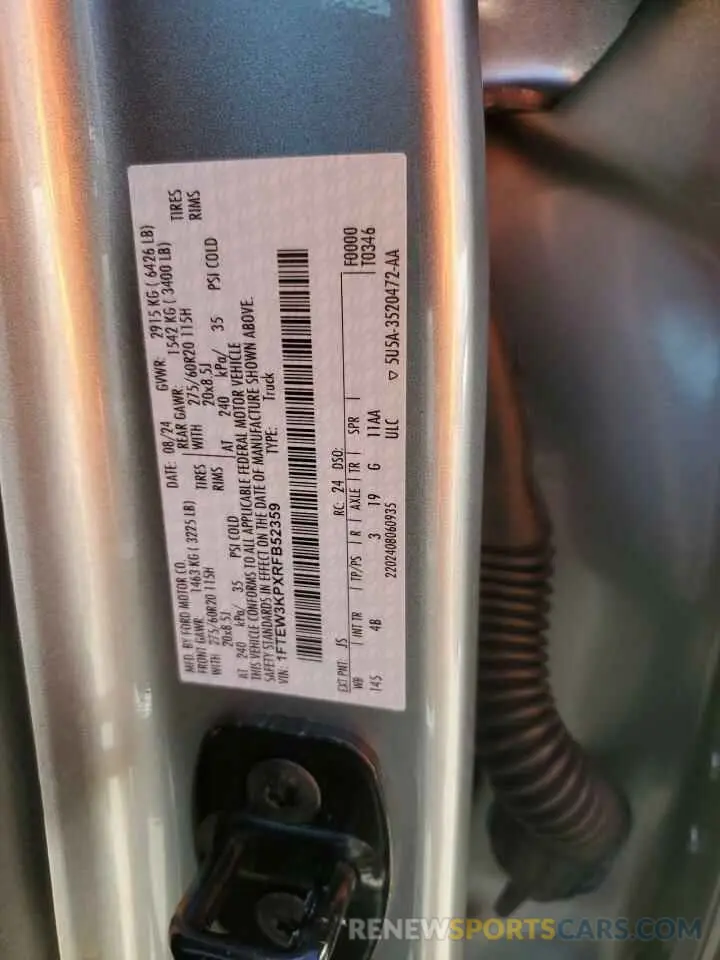 MFD. BY FORD MOTOR CO. DATE: 08/24 GVWR: 2915 KG ( 6426 LB)
FRONT GAWR: 1463 KG ( 3225 LB) REAR GAWR: 1542 KG ( 3400 LB)
WITH 275/60R20 115H TIRES WITH 275/60R20 115H TIRES
20x8.5J RIMS 20x8.5J RIMS
AT 240 kPa/ 35 PSI COLD AT 240 kPa/ 35 PSI COLD
THIS VEHICLE CONFORMS TO ALL APPLICABLE FEDERAL MOTOR VEHICLE
SAFETY STANDARDS IN EFFECT ON THE DATE OF MANUFACTURE SHOWN ABOVE.
VIN: 1FTEW3KPXRFB52359 TYPE: Truck
EXT PNT: JS RC: 24 DSO: F0000
WB INT TR TP/PS R AXLE TR SPR T0346
145 4B 3 19 G 11AA
2202408060935 ULC ▽ 5U5A-3520472-AA
RENEWSPORTSCARS.COM